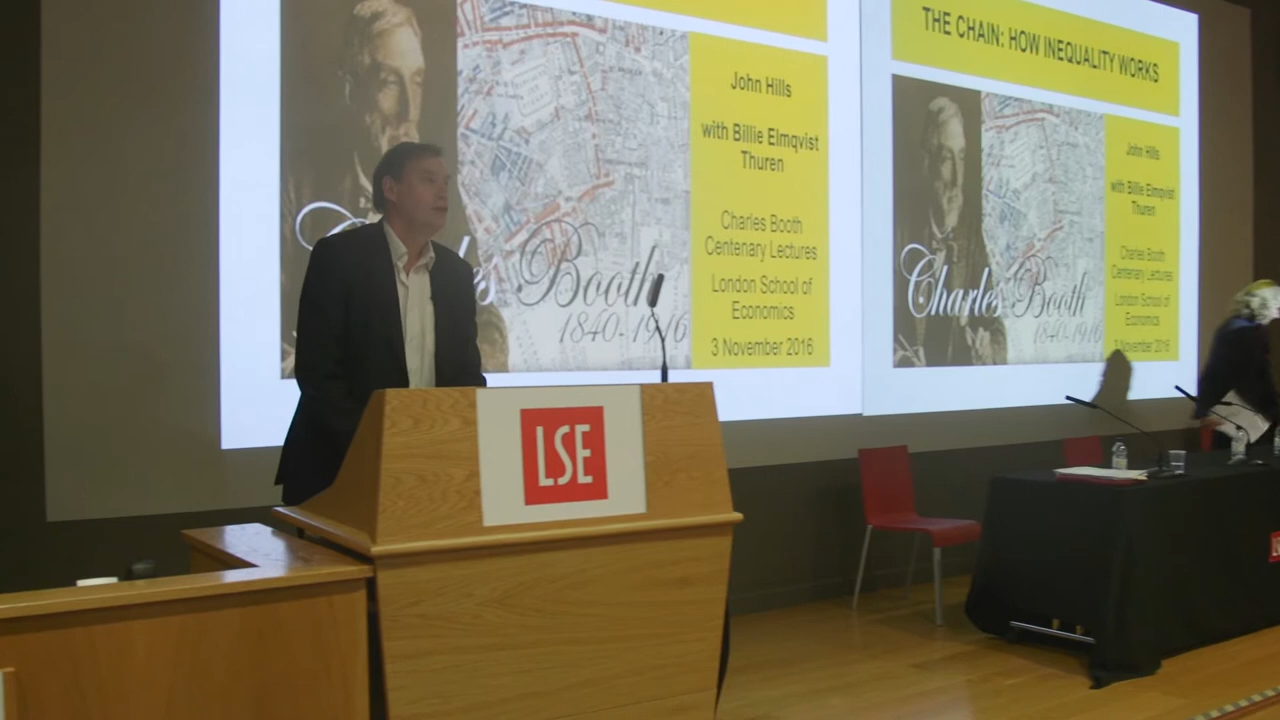 John Hills
with Billie Elmqvist
Thuren
Charles Booth
Centenary Lectures
London School of
Economics
3 November 2016
Booth
1840-1916
THE CHAIN: HOW INEQUALITY WORKS
John Hills
with Billie Elmqvist
Thuren
Charles Booth
Centenary Lectures
London School of
Economics
3 November 2016
Charles Booth
1840-1916
LSE